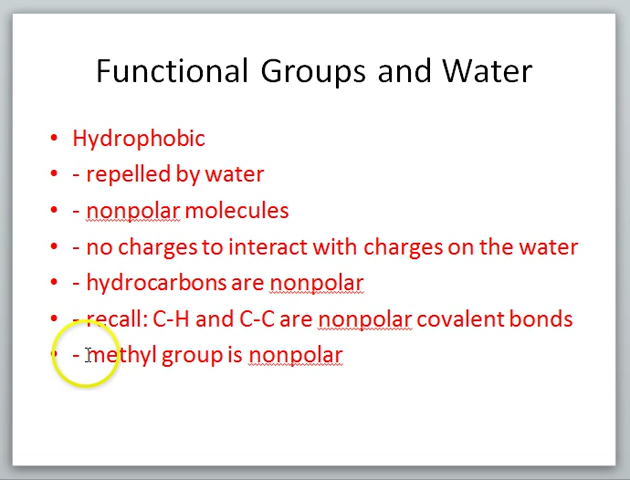 Functional Groups and Water
• Hydrophobic
• - repelled by water
• - nonpolar molecules
• - no charges to interact with charges on the water
• - hydrocarbons are nonpolar
• - recall: C-H and C-C are nonpolar covalent bonds
• - methyl group is nonpolar